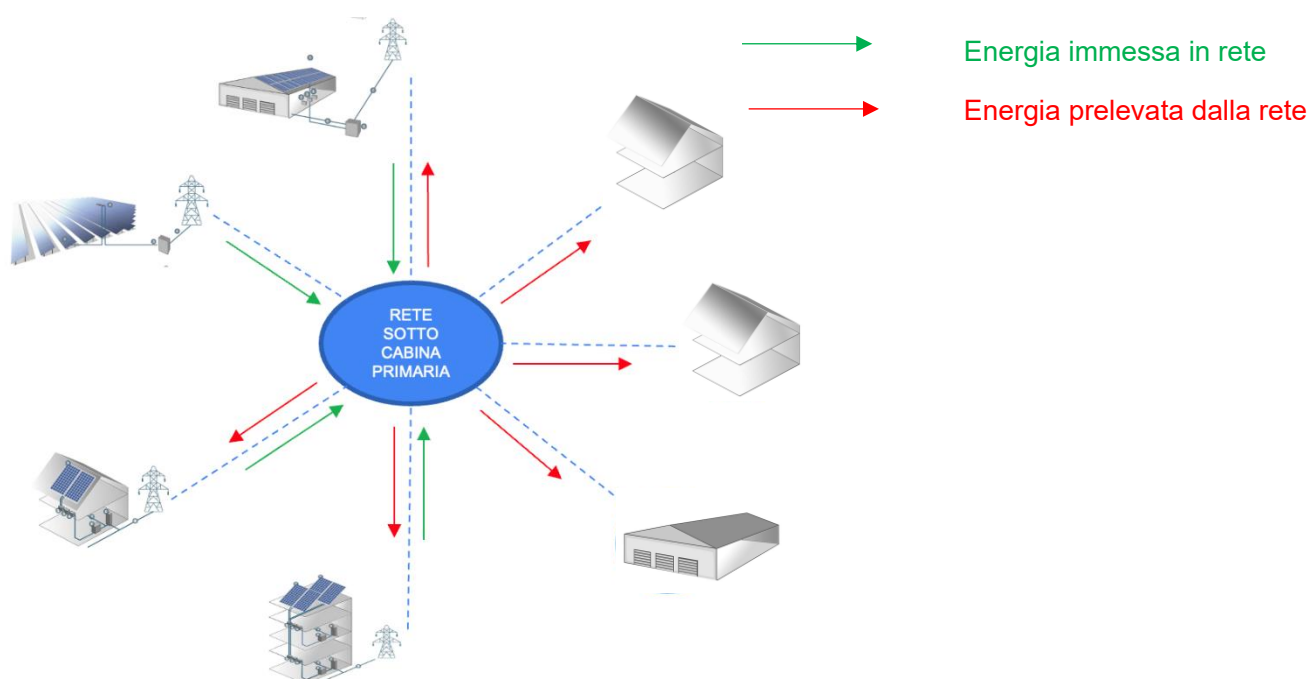 Energia immessa in rete
Energia prelevata dalla rete
RETE
SOTTO
CABINA
PRIMARIA